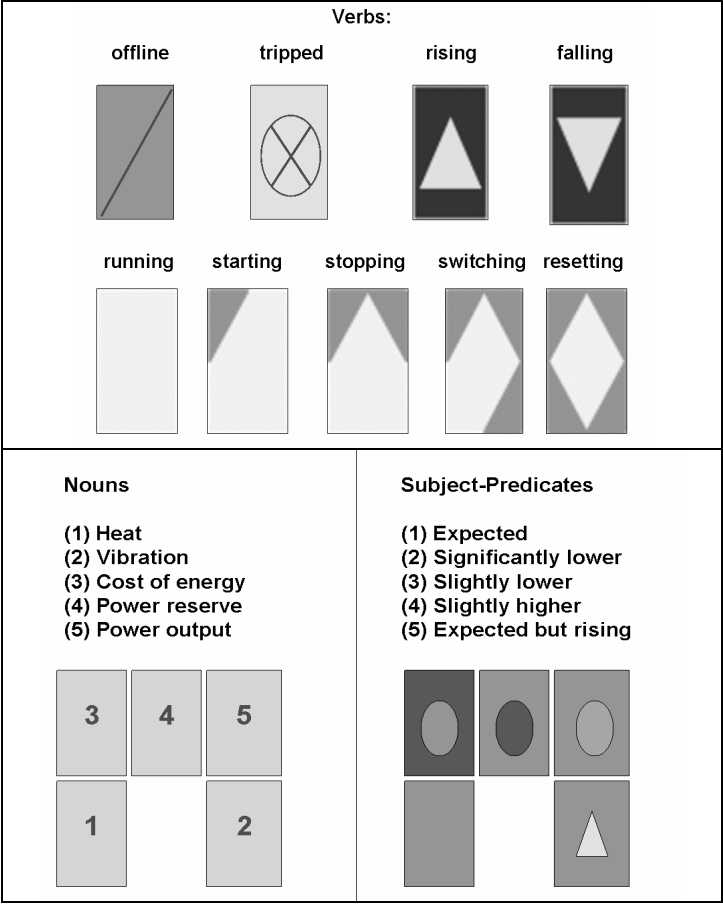 Verbs:
offline tripped rising falling
running starting stopping switching resetting
Nouns
(1) Heat
(2) Vibration
(3) Cost of energy
(4) Power reserve
(5) Power output
3 4 5
1 2
Subject-Predicates
(1) Expected
(2) Significantly lower
(3) Slightly lower
(4) Slightly higher
(5) Expected but rising